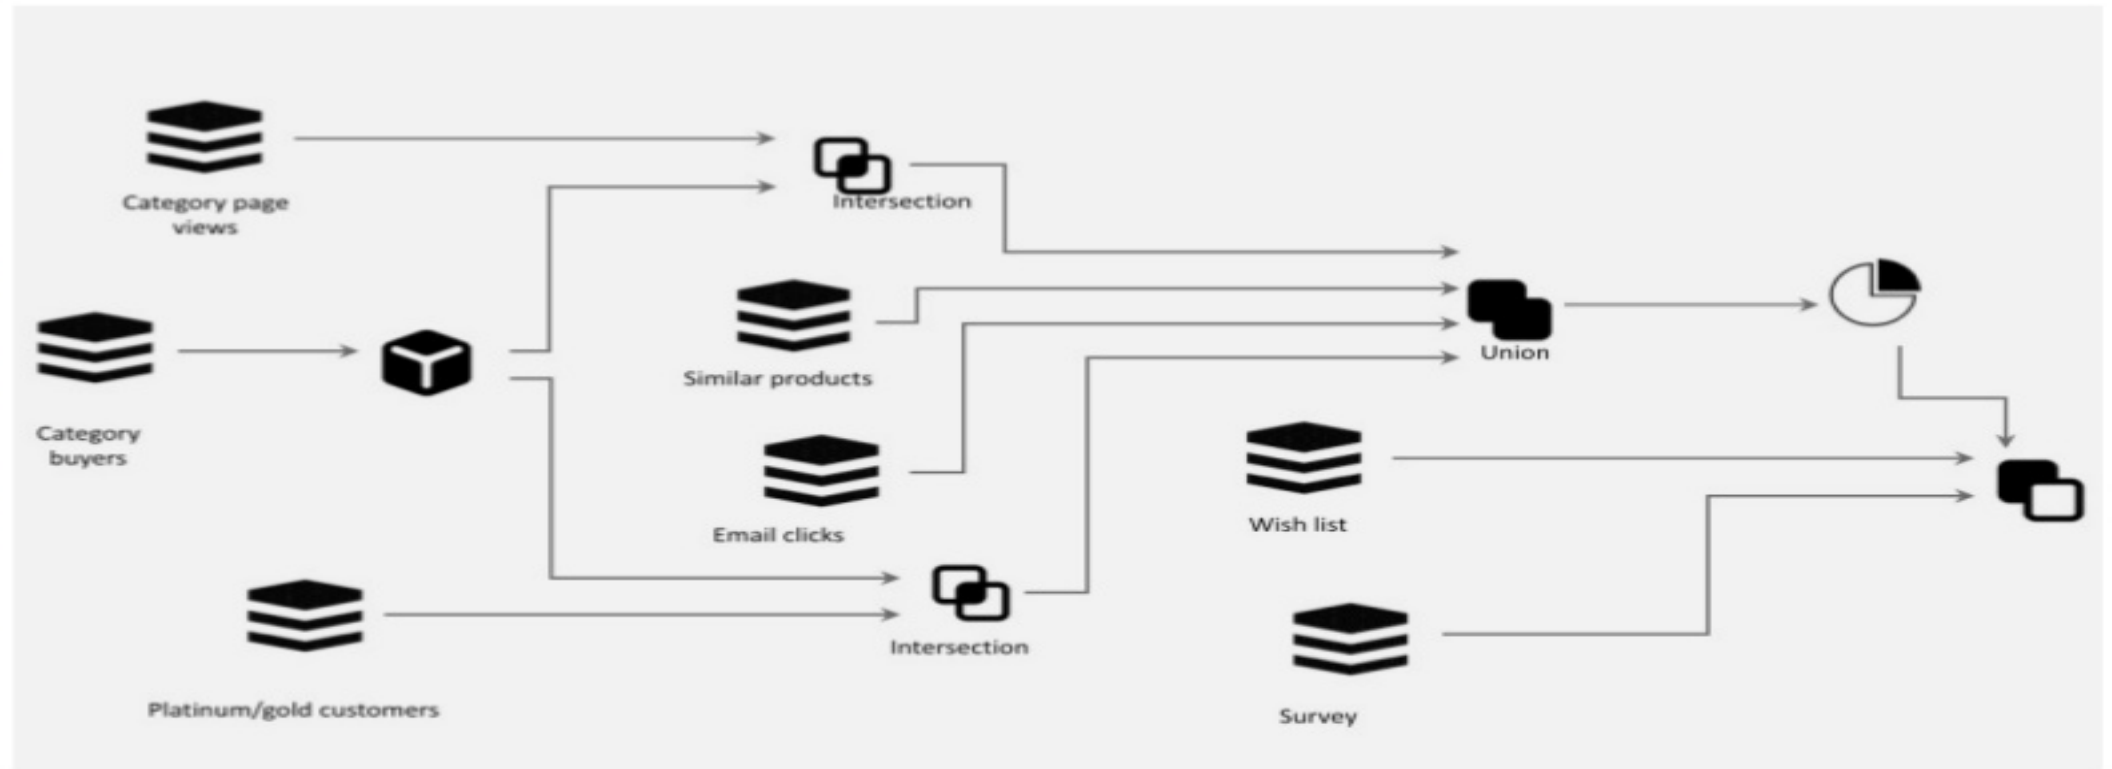 Category page
views
Intersection
Similar products
Union
Category
buyers
Email clicks
Wish list
Intersection
Platinum/gold customers
Survey